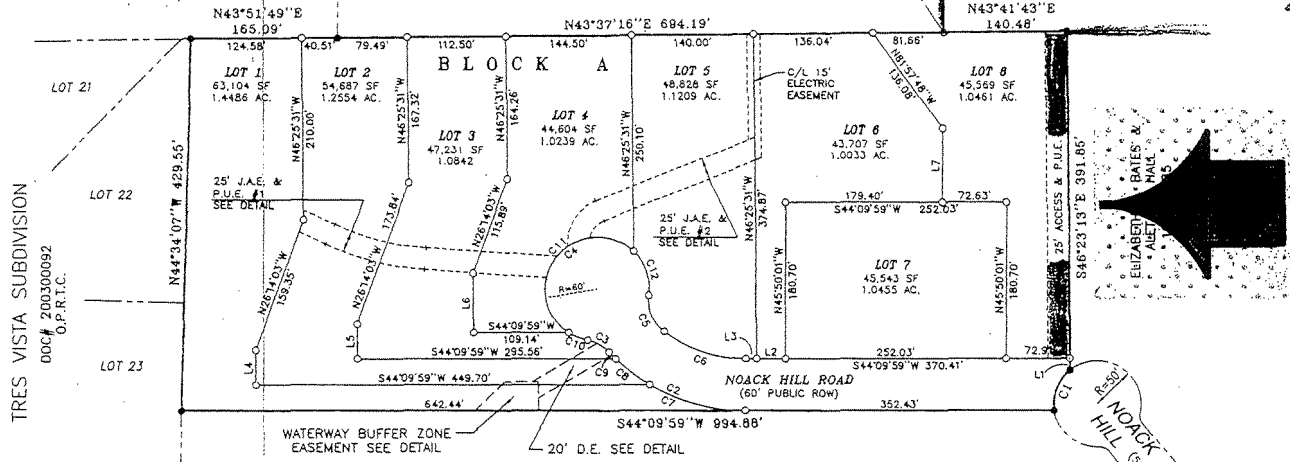 N43°51'49"E
165.09'
N43°37'16"E 694.19'
N43°41'43"E
140.48'
124.58'
40.51'
79.49'
112.50'
144.50'
140.00'
136.04'
81.66'
BLOCK A
LOT 21
LOT 22
LOT 23
TRES VISTA SUBDIVISION
DOC# 200300092
O.P.R.T.C.
N44°34'07"W 429.55'
LOT 1
63,104 SF
1.4486 AC.
N46°25'31"W
210.00'
LOT 2
54,687 SF
1.2554 AC.
N46°25'31"W
167.32'
LOT 3
47,231 SF
1.0842
N46°25'31"W
164.26'
LOT 4
44,604 SF
1.0239 AC.
N46°25'31"W
250.10'
LOT 5
48,828 SF
1.1209 AC.
C/L 15'
ELECTRIC
EASEMENT
N46°25'31"W
374.87'
N81°57'48"W
136.08'
LOT 6
43,707 SF
1.0033 AC.
LOT 8
45,569 SF
1.0461 AC.
L7
25' J.A.E. &
P.U.E. #1
SEE DETAIL
25' J.A.E. &
P.U.E. #2
SEE DETAIL
N26°14'03"W
159.35'
N26°14'03"W
173.84'
N26°14'03"W
115.89'
179.40'
72.63'
S44°09'59"W 252.03'
N45°50'01"W
180.70'
LOT 7
45,543 SF
1.0455 AC.
N45°50'01"W
180.70'
25' ACCESS & P.U.E.
S46°23'13"E 391.85'
ELIZABETH BATES &
HALL
C11
C4
R=60'
C12
C5
C6
L3
L2
L4
L5
L6
S44°09'59"W
109.14'
C10
C3
C9
C8
C2
C7
S44°09'59"W 295.56'
S44°09'59"W 449.70'
252.03'
S44°09'59"W 370.41'
72.9
L1
C1
R=50'
NOACK HILL ROAD
(60' PUBLIC ROW)
642.44'
352.43'
S44°09'59"W 994.88'
WATERWAY BUFFER ZONE
EASEMENT SEE DETAIL
20' D.E. SEE DETAIL
NOACK
HILL